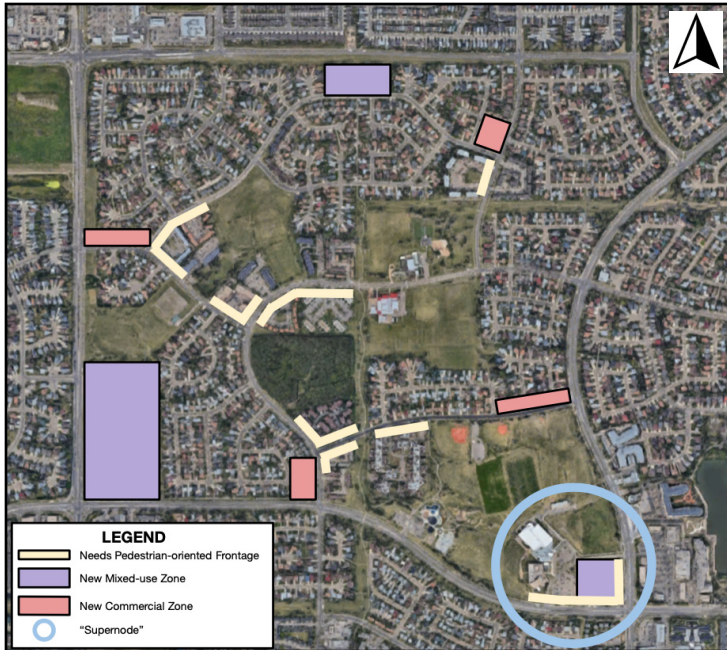 LEGEND
Needs Pedestrian-oriented Frontage
New Mixed-use Zone
New Commercial Zone
“Supernode”